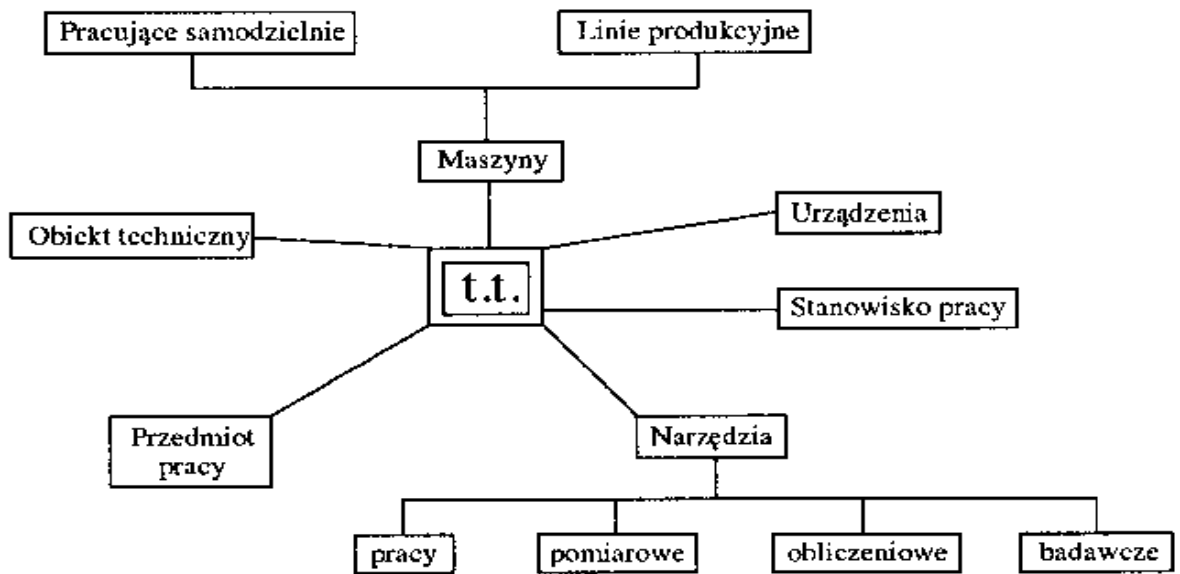 Pracujące samodzielnie
Linie produkcyjne
Maszyny
Urządzenia
Obiekt techniczny
t.t.
Stanowisko pracy
Przedmiot
pracy
Narzędzia
pracy
pomiarowe
obliczeniowe
badawcze